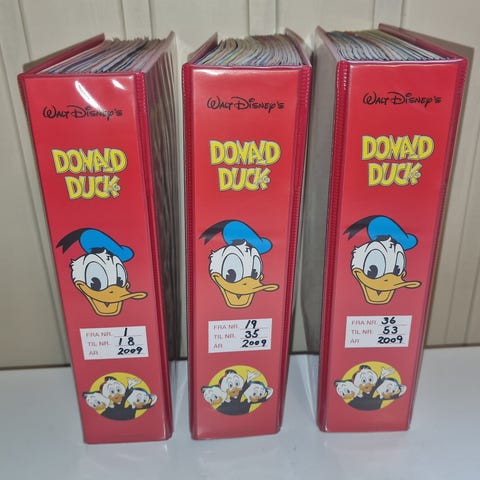 WALT DISNEY'S
DONALD
DUCK
FRA NR. 1
TIL NR. 18
ÅR 2009
WALT DISNEY'S
DONALD
DUCK
FRA NR. 19
TIL NR. 35
ÅR 2009
WALT DISNEY'S
DONALD
DUCK
FRA NR. 36
TIL NR. 53
ÅR 2009